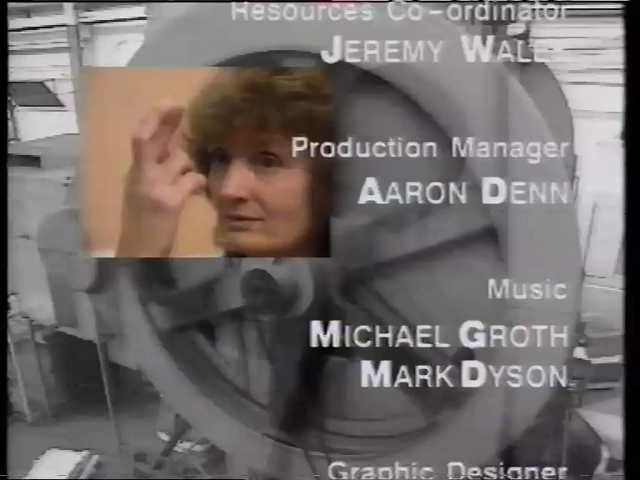 Resources Co-ordinator
JEREMY
Production Manager
AARON DENN
Music
MICHAEL GROTH
MARK DYSON
Graphic Designer